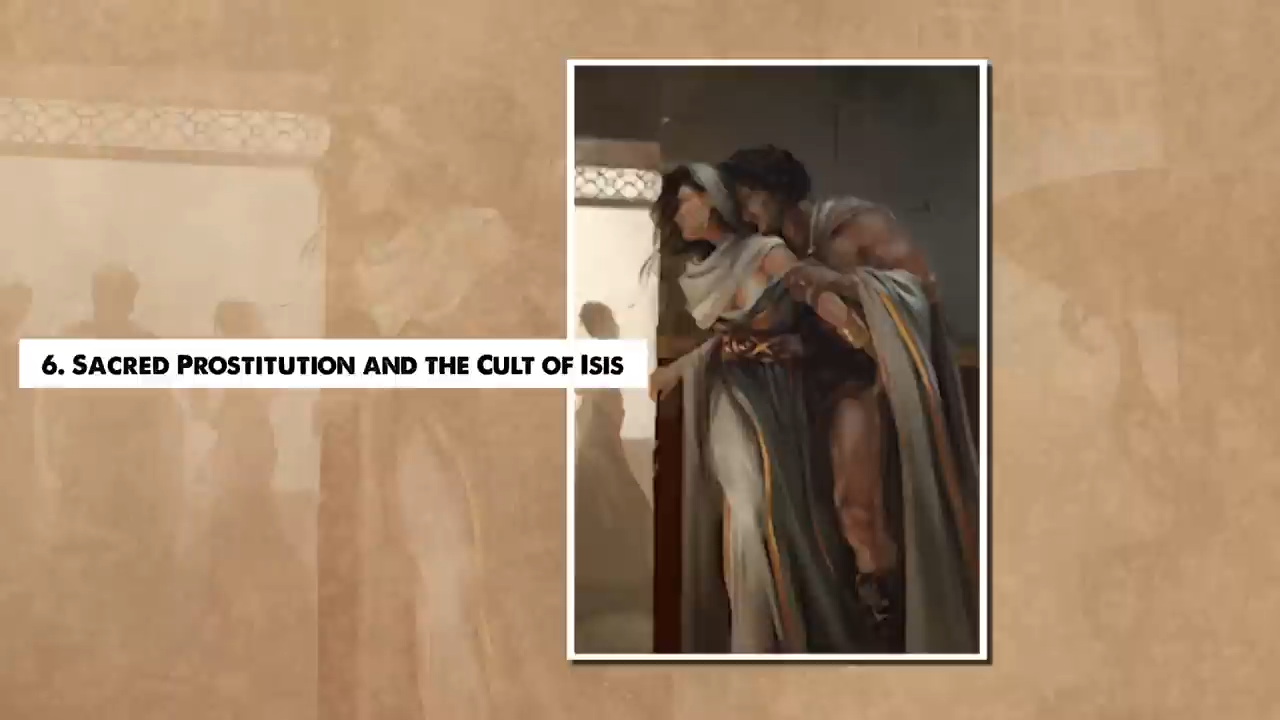 6. Sacred Prostitution and the Cult of Isis